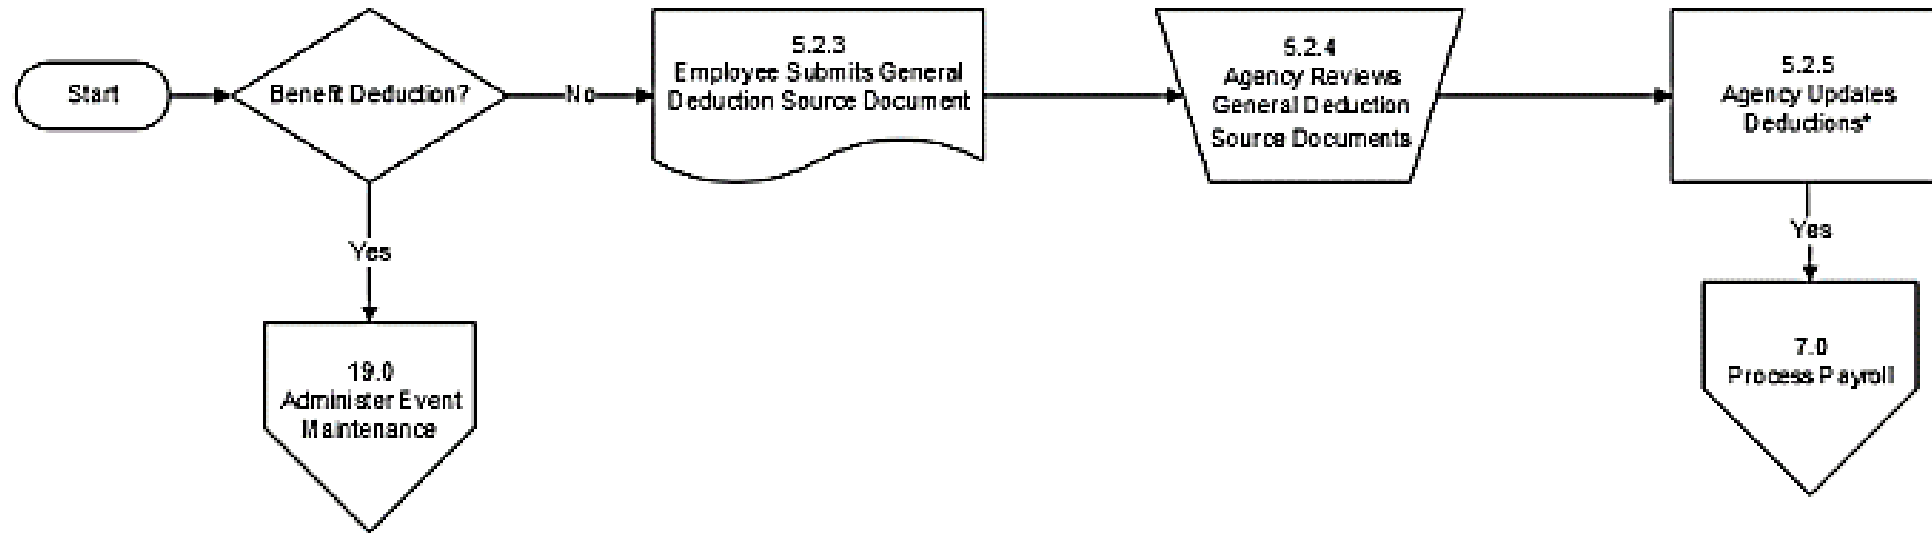 Start
Benefit Deduction?
No
5.2.3
Employee Submits General
Deduction Source Document
5.2.4
Agency Reviews
General Deduction
Source Documents
5.2.5
Agency Updates
Deductions*
Yes
19.0
Administer Event
Maintenance
Yes
7.0
Process Payroll